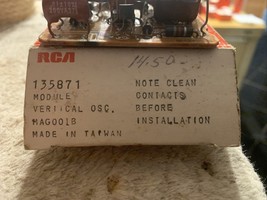 RCA
14.50
135871 NOTE CLEAN
MODULE CONTACTS
VERTICAL OSC. BEFORE
MAG001B INSTALLATION
MADE IN TAIWAN